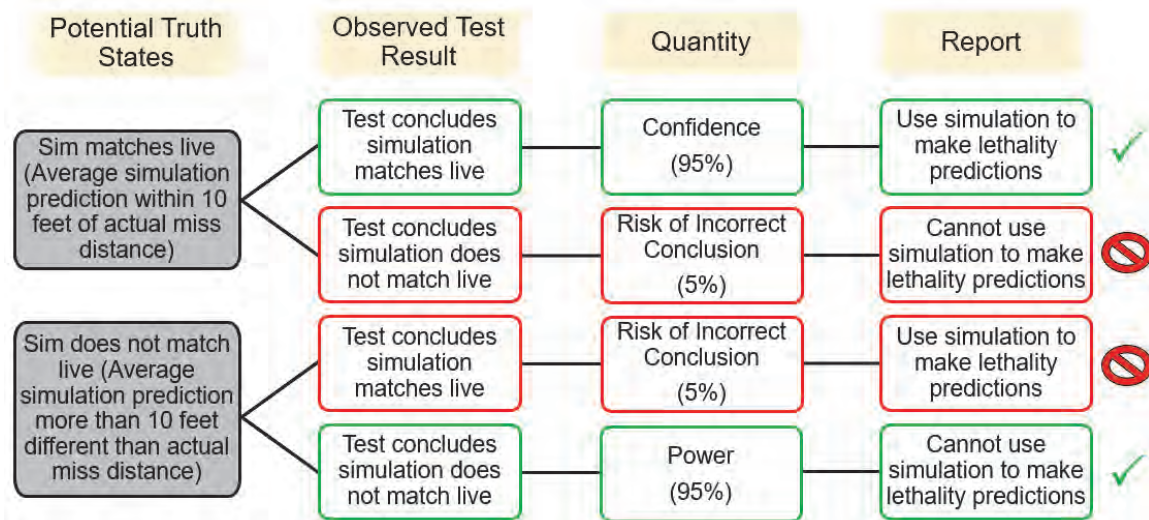 Potential Truth
States
Observed Test
Result
Quantity
Report
Sim matches live
(Average simulation
prediction within 10
feet of actual miss
distance)
Test concludes
simulation
matches live
Confidence
(95%)
Use simulation to
make lethality
predictions
Test concludes
simulation does
not match live
Risk of Incorrect
Conclusion
(5%)
Cannot use
simulation to make
lethality predictions
Sim does not match
live (Average
simulation prediction
more than 10 feet
different than actual
miss distance)
Test concludes
simulation
matches live
Risk of Incorrect
Conclusion
(5%)
Use simulation to
make lethality
predictions
Test concludes
simulation does
not match live
Power
(95%)
Cannot use
simulation to make
lethality predictions